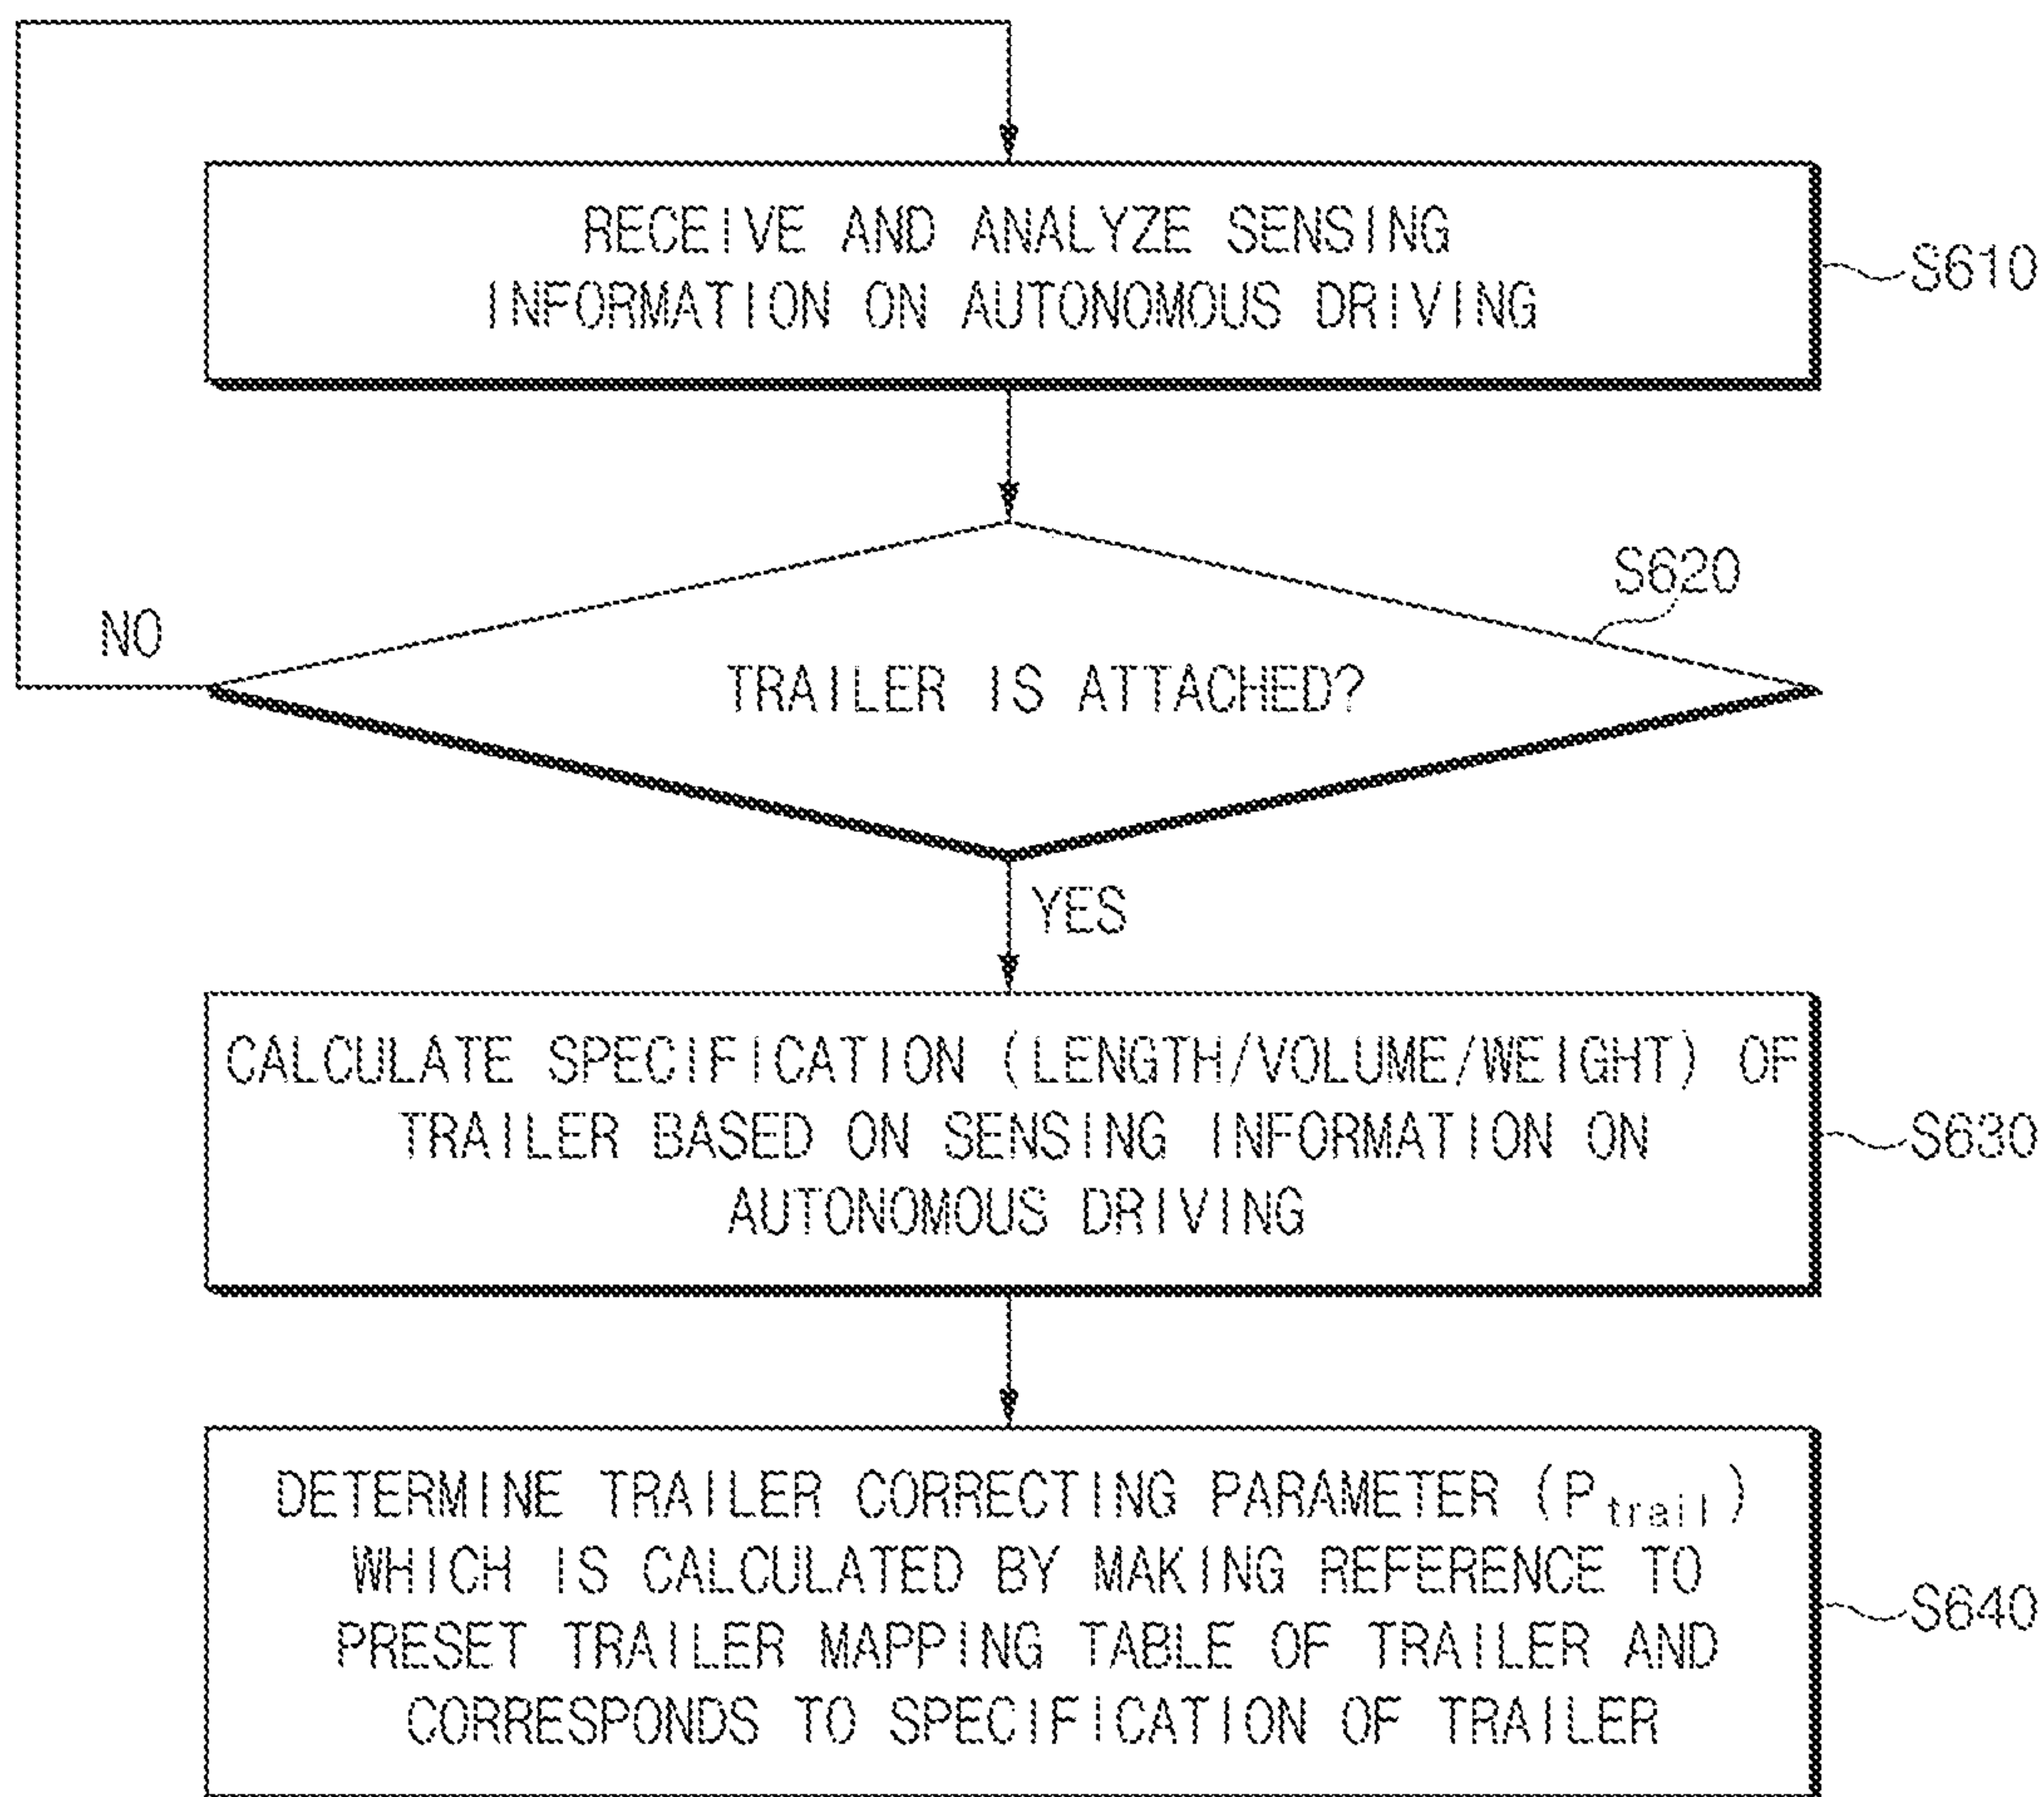 RECEIVE AND ANALYZE SENSING
INFORMATION ON AUTONOMOUS DRIVING
S610
S620
NO
TRAILER IS ATTACHED?
YES
CALCULATE SPECIFICATION (LENGTH/VOLUME/WEIGHT) OF
TRAILER BASED ON SENSING INFORMATION ON
AUTONOMOUS DRIVING
S630
DETERMINE TRAILER CORRECTING PARAMETER (Ptrail)
WHICH IS CALCULATED BY MAKING REFERENCE TO
PRESET TRAILER MAPPING TABLE OF TRAILER AND
CORRESPONDS TO SPECIFICATION OF TRAILER
S640